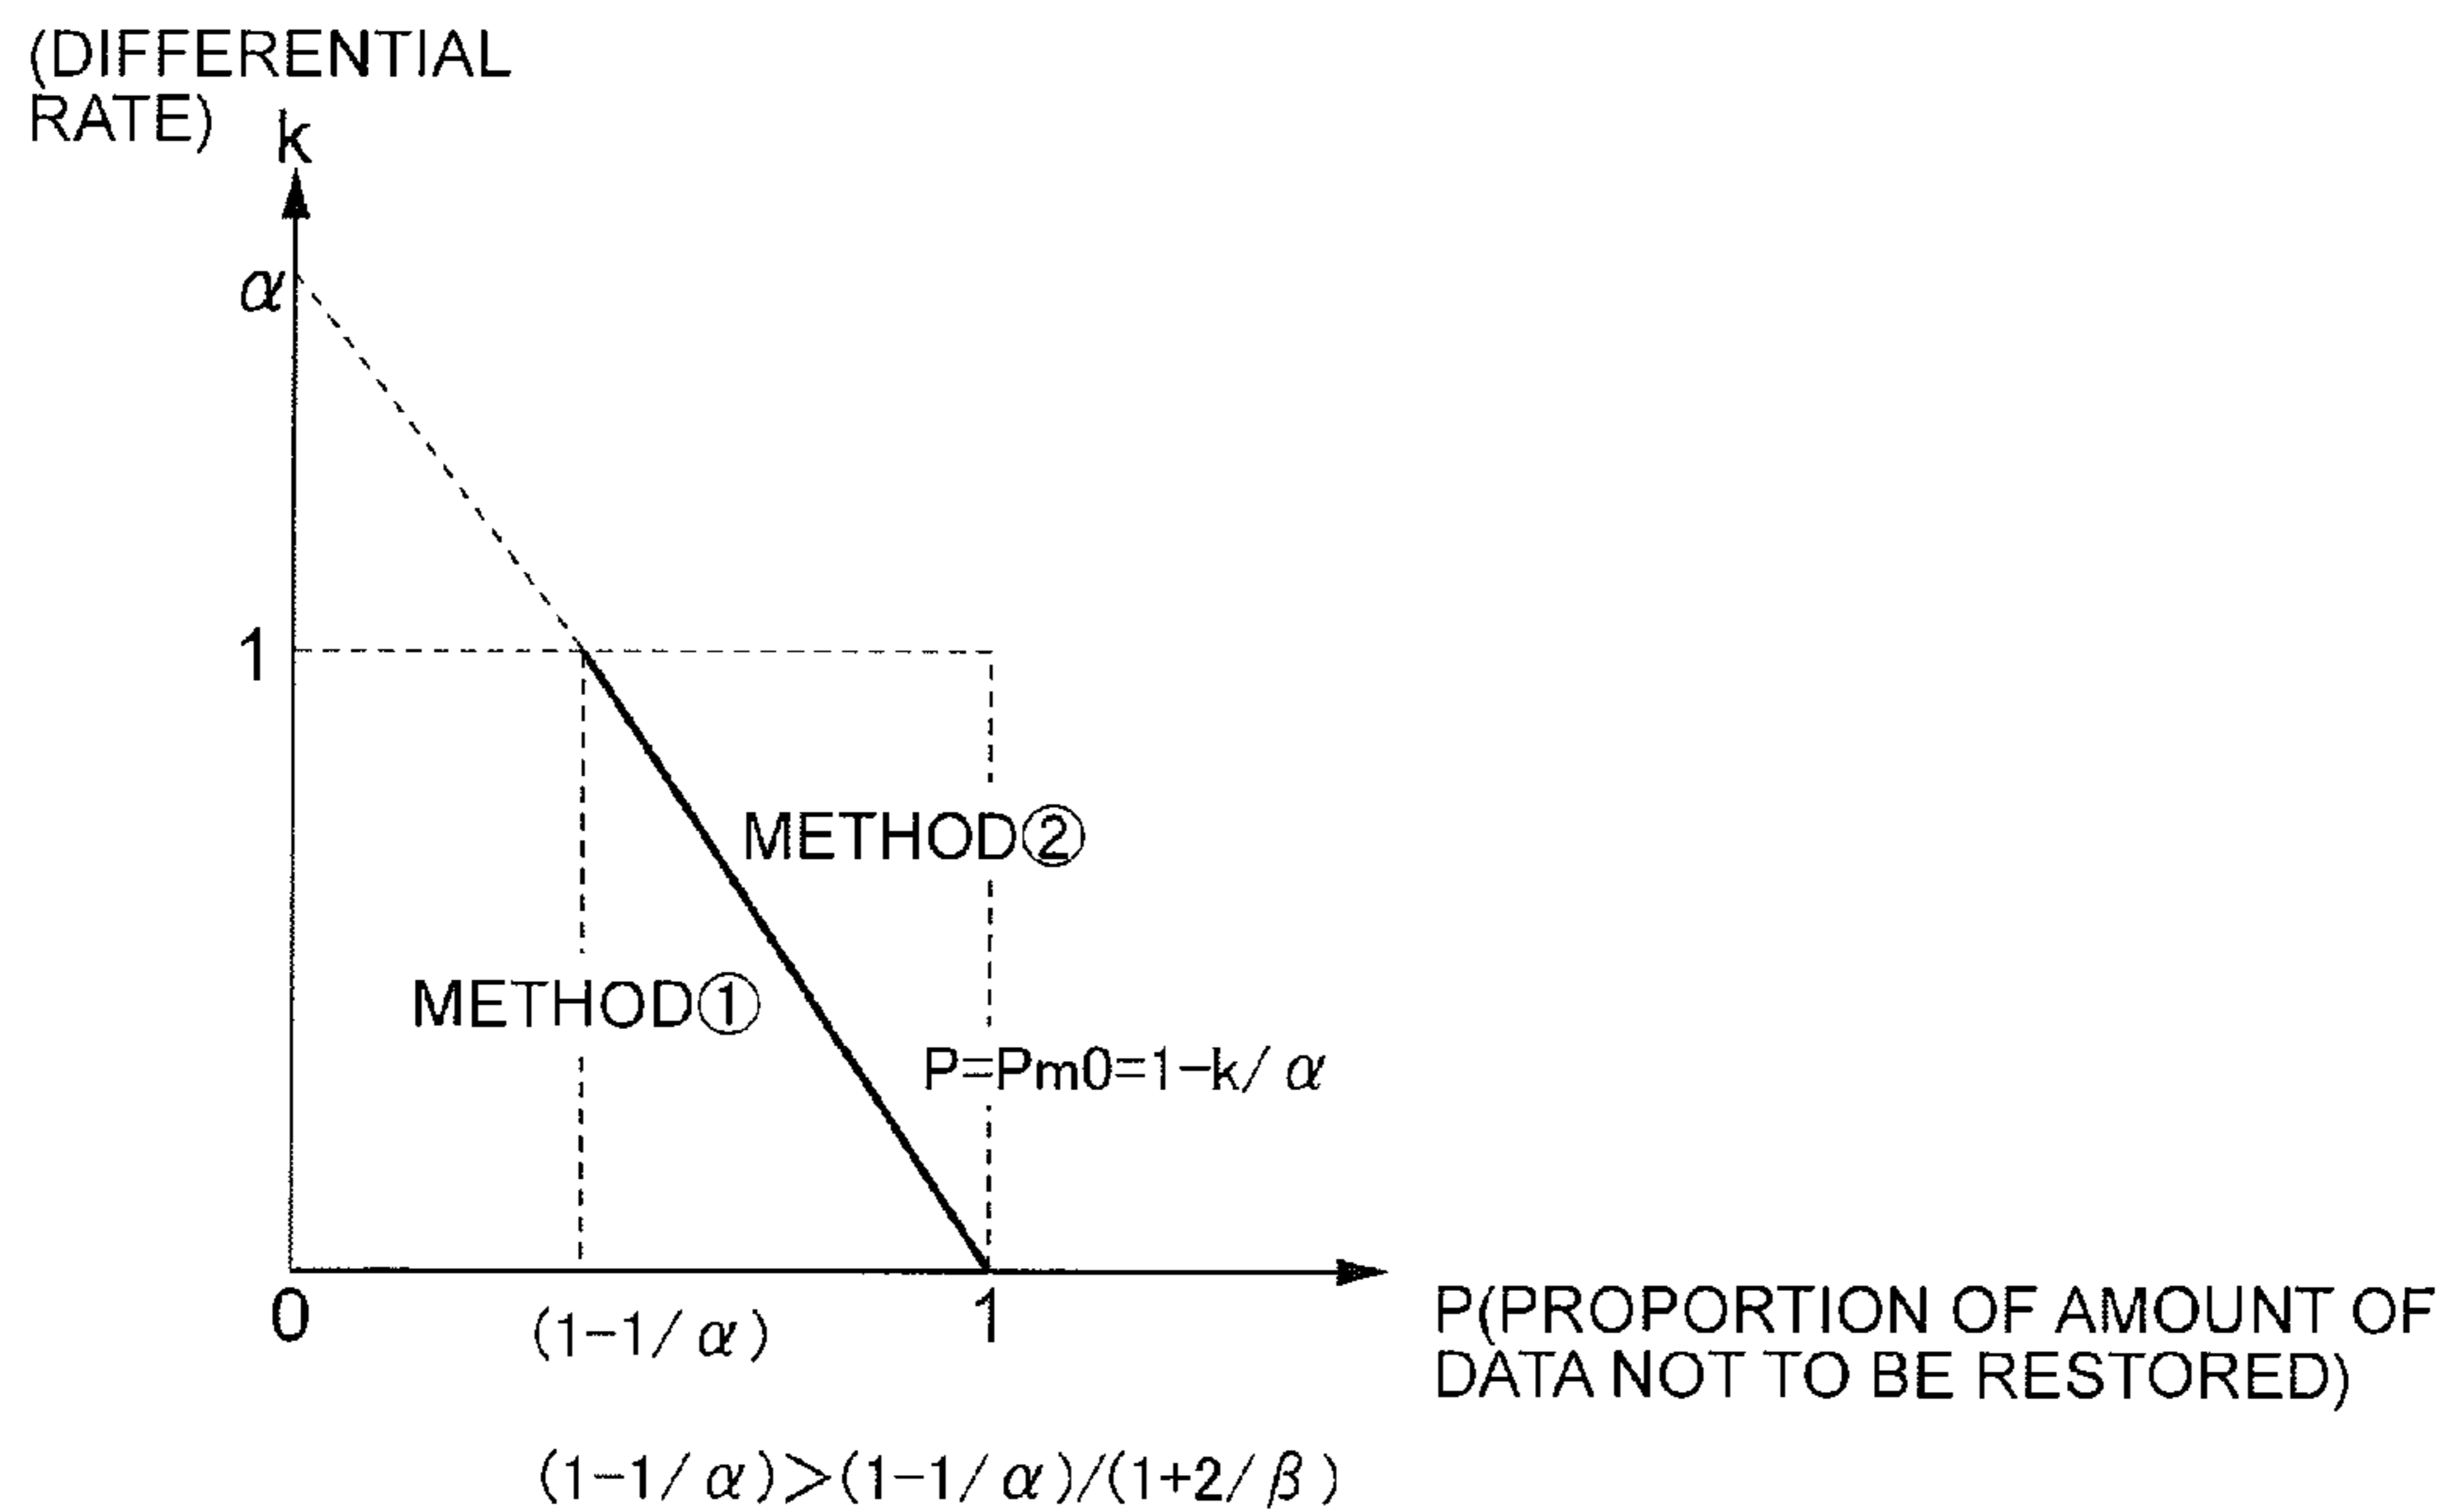 (DIFFERENTIAL
RATE)
k
α
1
METHOD②
METHOD①
P=Pm0=1-k/α
0
(1-1/α)
1
P(PROPORTION OF AMOUNT OF
DATA NOT TO BE RESTORED)
(1-1/α)>(1-1/α)/(1+2/β)